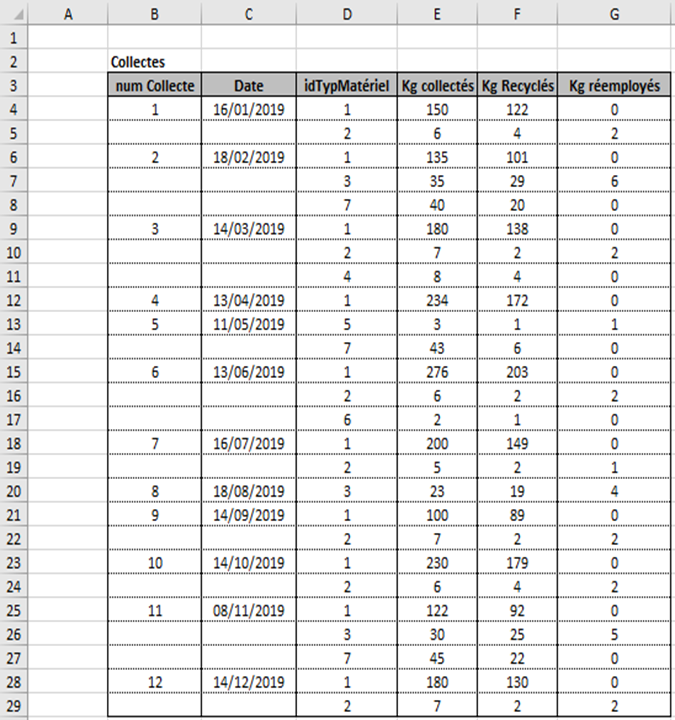 A B C D E F G
1
2 Collectes
3 num Collecte Date idTypMatériel Kg collectés Kg Recyclés Kg réemployés
4 1 16/01/2019 1 150 122 0
5 2 6 4 2
6 2 18/02/2019 1 135 101 0
7 3 35 29 6
8 7 40 20 0
9 3 14/03/2019 1 180 138 0
10 2 7 2 2
11 4 8 4 0
12 4 13/04/2019 1 234 172 0
13 5 11/05/2019 5 3 1 1
14 7 43 6 0
15 6 13/06/2019 1 276 203 0
16 2 6 2 2
17 6 2 1 0
18 7 16/07/2019 1 200 149 0
19 2 5 2 1
20 8 18/08/2019 3 23 19 4
21 9 14/09/2019 1 100 89 0
22 2 7 2 2
23 10 14/10/2019 1 230 179 0
24 2 6 4 2
25 11 08/11/2019 1 122 92 0
26 3 30 25 5
27 7 45 22 0
28 12 14/12/2019 1 180 130 0
29 2 7 2 2